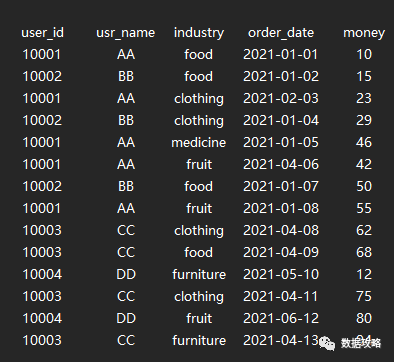 user_id usr_name industry order_date money
10001 AA food 2021-01-01 10
10002 BB food 2021-01-02 15
10001 AA clothing 2021-02-03 23
10002 BB clothing 2021-01-04 29
10001 AA medicine 2021-01-05 46
10001 AA fruit 2021-04-06 42
10002 BB food 2021-01-07 50
10001 AA fruit 2021-01-08 55
10003 CC clothing 2021-04-08 62
10003 CC food 2021-04-09 68
10004 DD furniture 2021-05-10 12
10003 CC clothing 2021-04-11 75
10004 DD fruit 2021-06-12 80
10003 CC furniture 2021-04-13
数据攻略